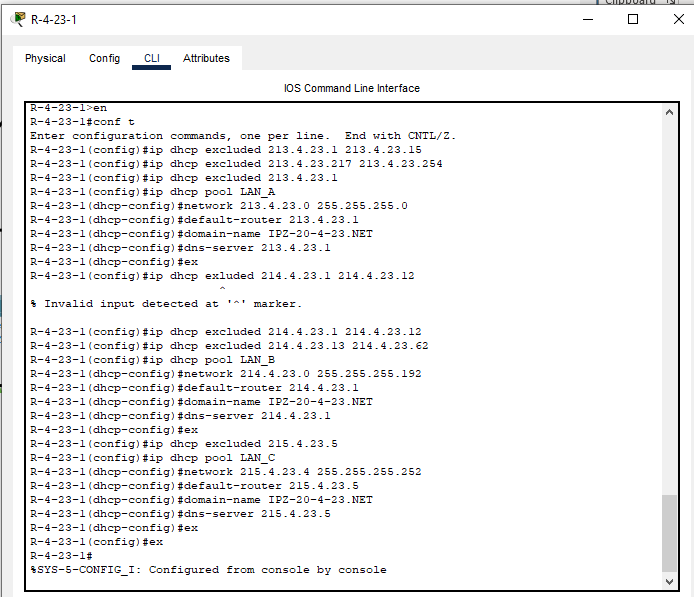 Clipboard
R-4-23-1
Physical Config CLI Attributes
IOS Command Line Interface
R-4-23-1>en
R-4-23-1#conf t
Enter configuration commands, one per line.  End with CNTL/Z.
R-4-23-1(config)#ip dhcp excluded 213.4.23.1 213.4.23.15
R-4-23-1(config)#ip dhcp excluded 213.4.23.217 213.4.23.254
R-4-23-1(config)#ip dhcp excluded 213.4.23.1
R-4-23-1(config)#ip dhcp pool LAN_A
R-4-23-1(dhcp-config)#network 213.4.23.0 255.255.255.0
R-4-23-1(dhcp-config)#default-router 213.4.23.1
R-4-23-1(dhcp-config)#domain-name IPZ-20-4-23.NET
R-4-23-1(dhcp-config)#dns-server 213.4.23.1
R-4-23-1(dhcp-config)#ex
R-4-23-1(config)#ip dhcp exluded 214.4.23.1 214.4.23.12
^
% Invalid input detected at '^' marker.
R-4-23-1(config)#ip dhcp excluded 214.4.23.1 214.4.23.12
R-4-23-1(config)#ip dhcp excluded 214.4.23.13 214.4.23.62
R-4-23-1(config)#ip dhcp pool LAN_B
R-4-23-1(dhcp-config)#network 214.4.23.0 255.255.255.192
R-4-23-1(dhcp-config)#default-router 214.4.23.1
R-4-23-1(dhcp-config)#domain-name IPZ-20-4-23.NET
R-4-23-1(dhcp-config)#dns-server 214.4.23.1
R-4-23-1(dhcp-config)#ex
R-4-23-1(config)#ip dhcp excluded 215.4.23.5
R-4-23-1(config)#ip dhcp pool LAN_C
R-4-23-1(dhcp-config)#network 215.4.23.4 255.255.255.252
R-4-23-1(dhcp-config)#default-router 215.4.23.5
R-4-23-1(dhcp-config)#domain-name IPZ-20-4-23.NET
R-4-23-1(dhcp-config)#dns-server 215.4.23.5
R-4-23-1(dhcp-config)#ex
R-4-23-1(config)#ex
R-4-23-1#
%SYS-5-CONFIG_I: Configured from console by console